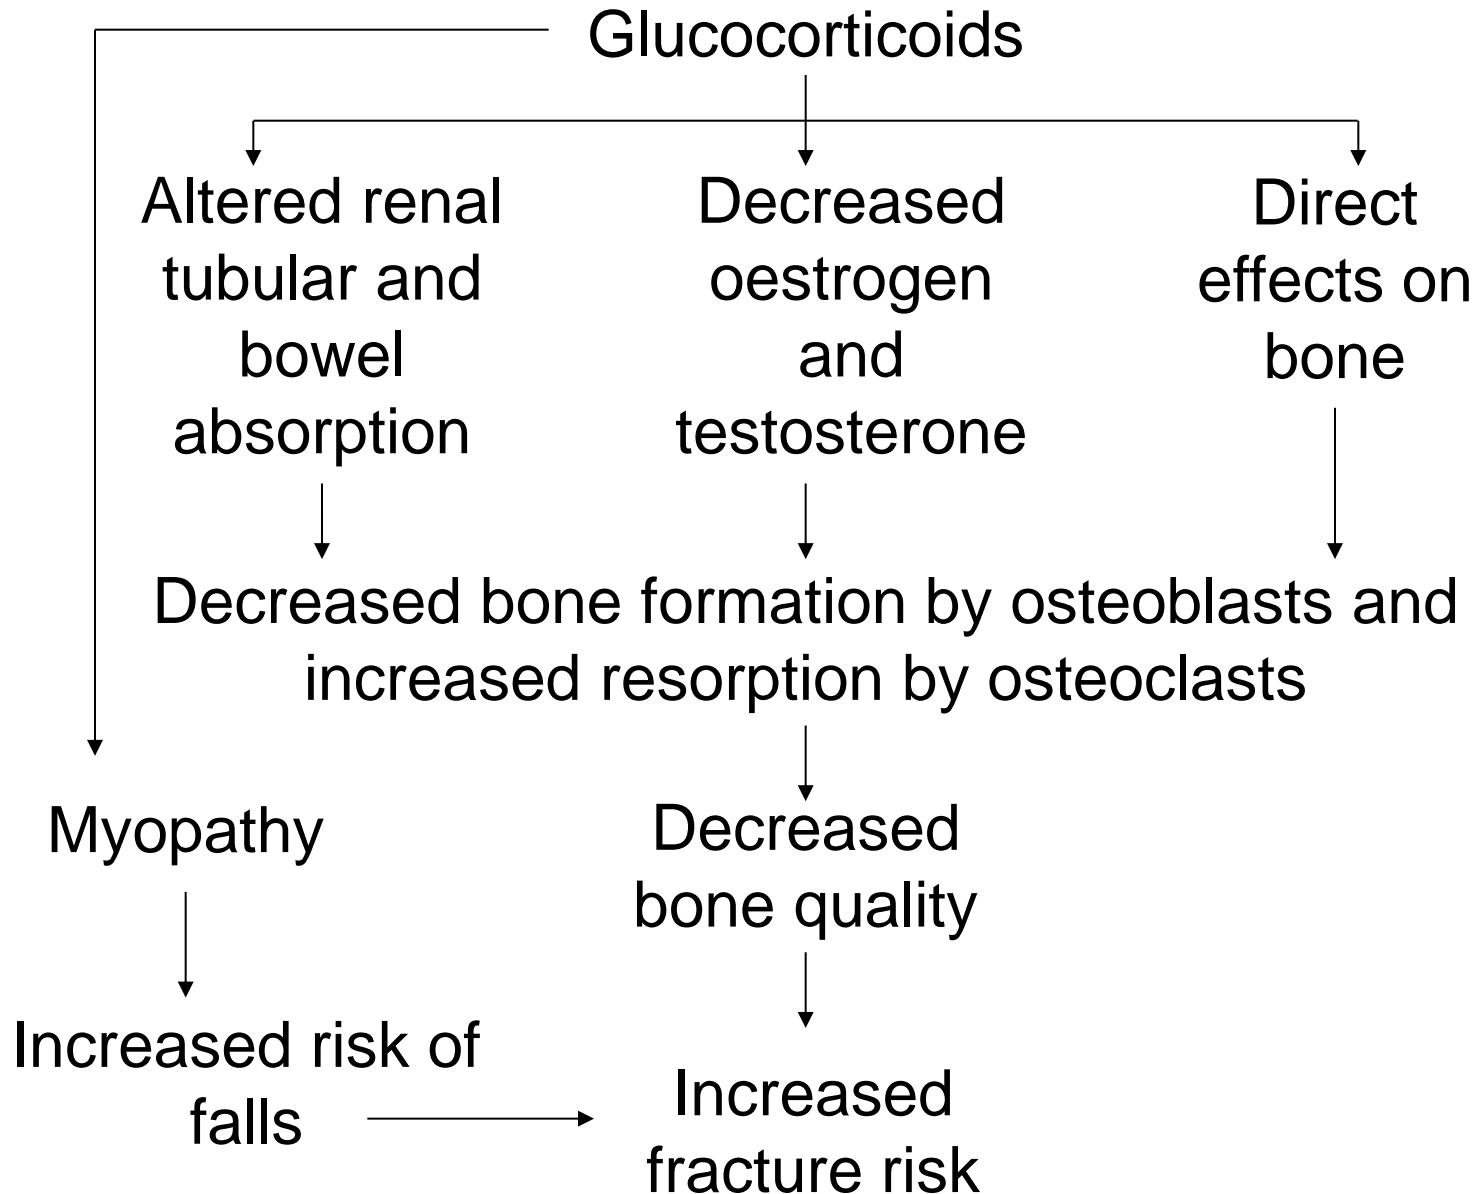 Glucocorticoids
Altered renal
tubular and
bowel
absorption
Decreased
oestrogen
and
testosterone
Direct
effects on
bone
Decreased bone formation by osteoblasts and
increased resorption by osteoclasts
Myopathy
Decreased
bone quality
Increased risk of
falls
Increased
fracture risk